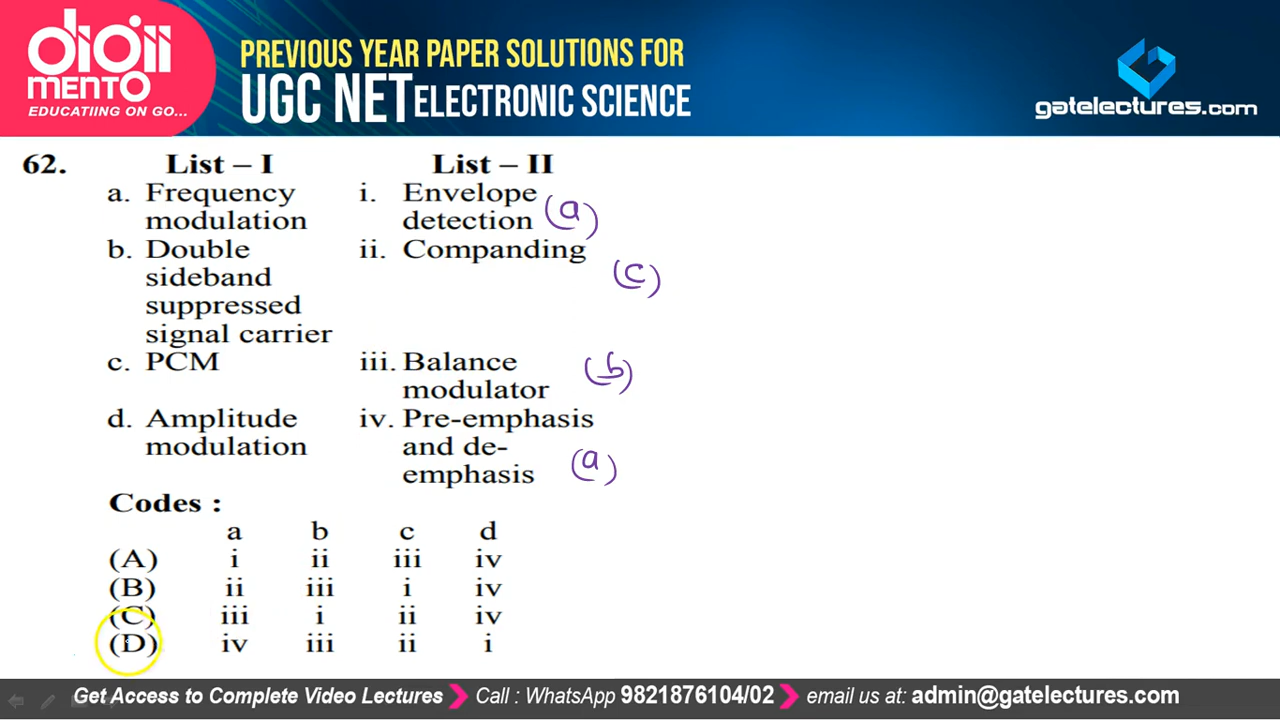 didii
MENTO
EDUCATIING ON GO...
PREVIOUS YEAR PAPER SOLUTIONS FOR
UGC NET ELECTRONIC SCIENCE
gatelectures.com
62. List – I List – II
a. Frequency i. Envelope
modulation detection (a)
b. Double ii. Companding
sideband (c)
suppressed
signal carrier
c. PCM iii. Balance (b)
modulator
d. Amplitude iv. Pre-emphasis
modulation and de- (a)
emphasis
Codes :
a b c d
(A) i ii iii iv
(B) ii iii i iv
(C) iii i ii iv
(D) iv iii ii i
Get Access to Complete Video Lectures Call : WhatsApp 9821876104/02 email us at: admin@gatelectures.com